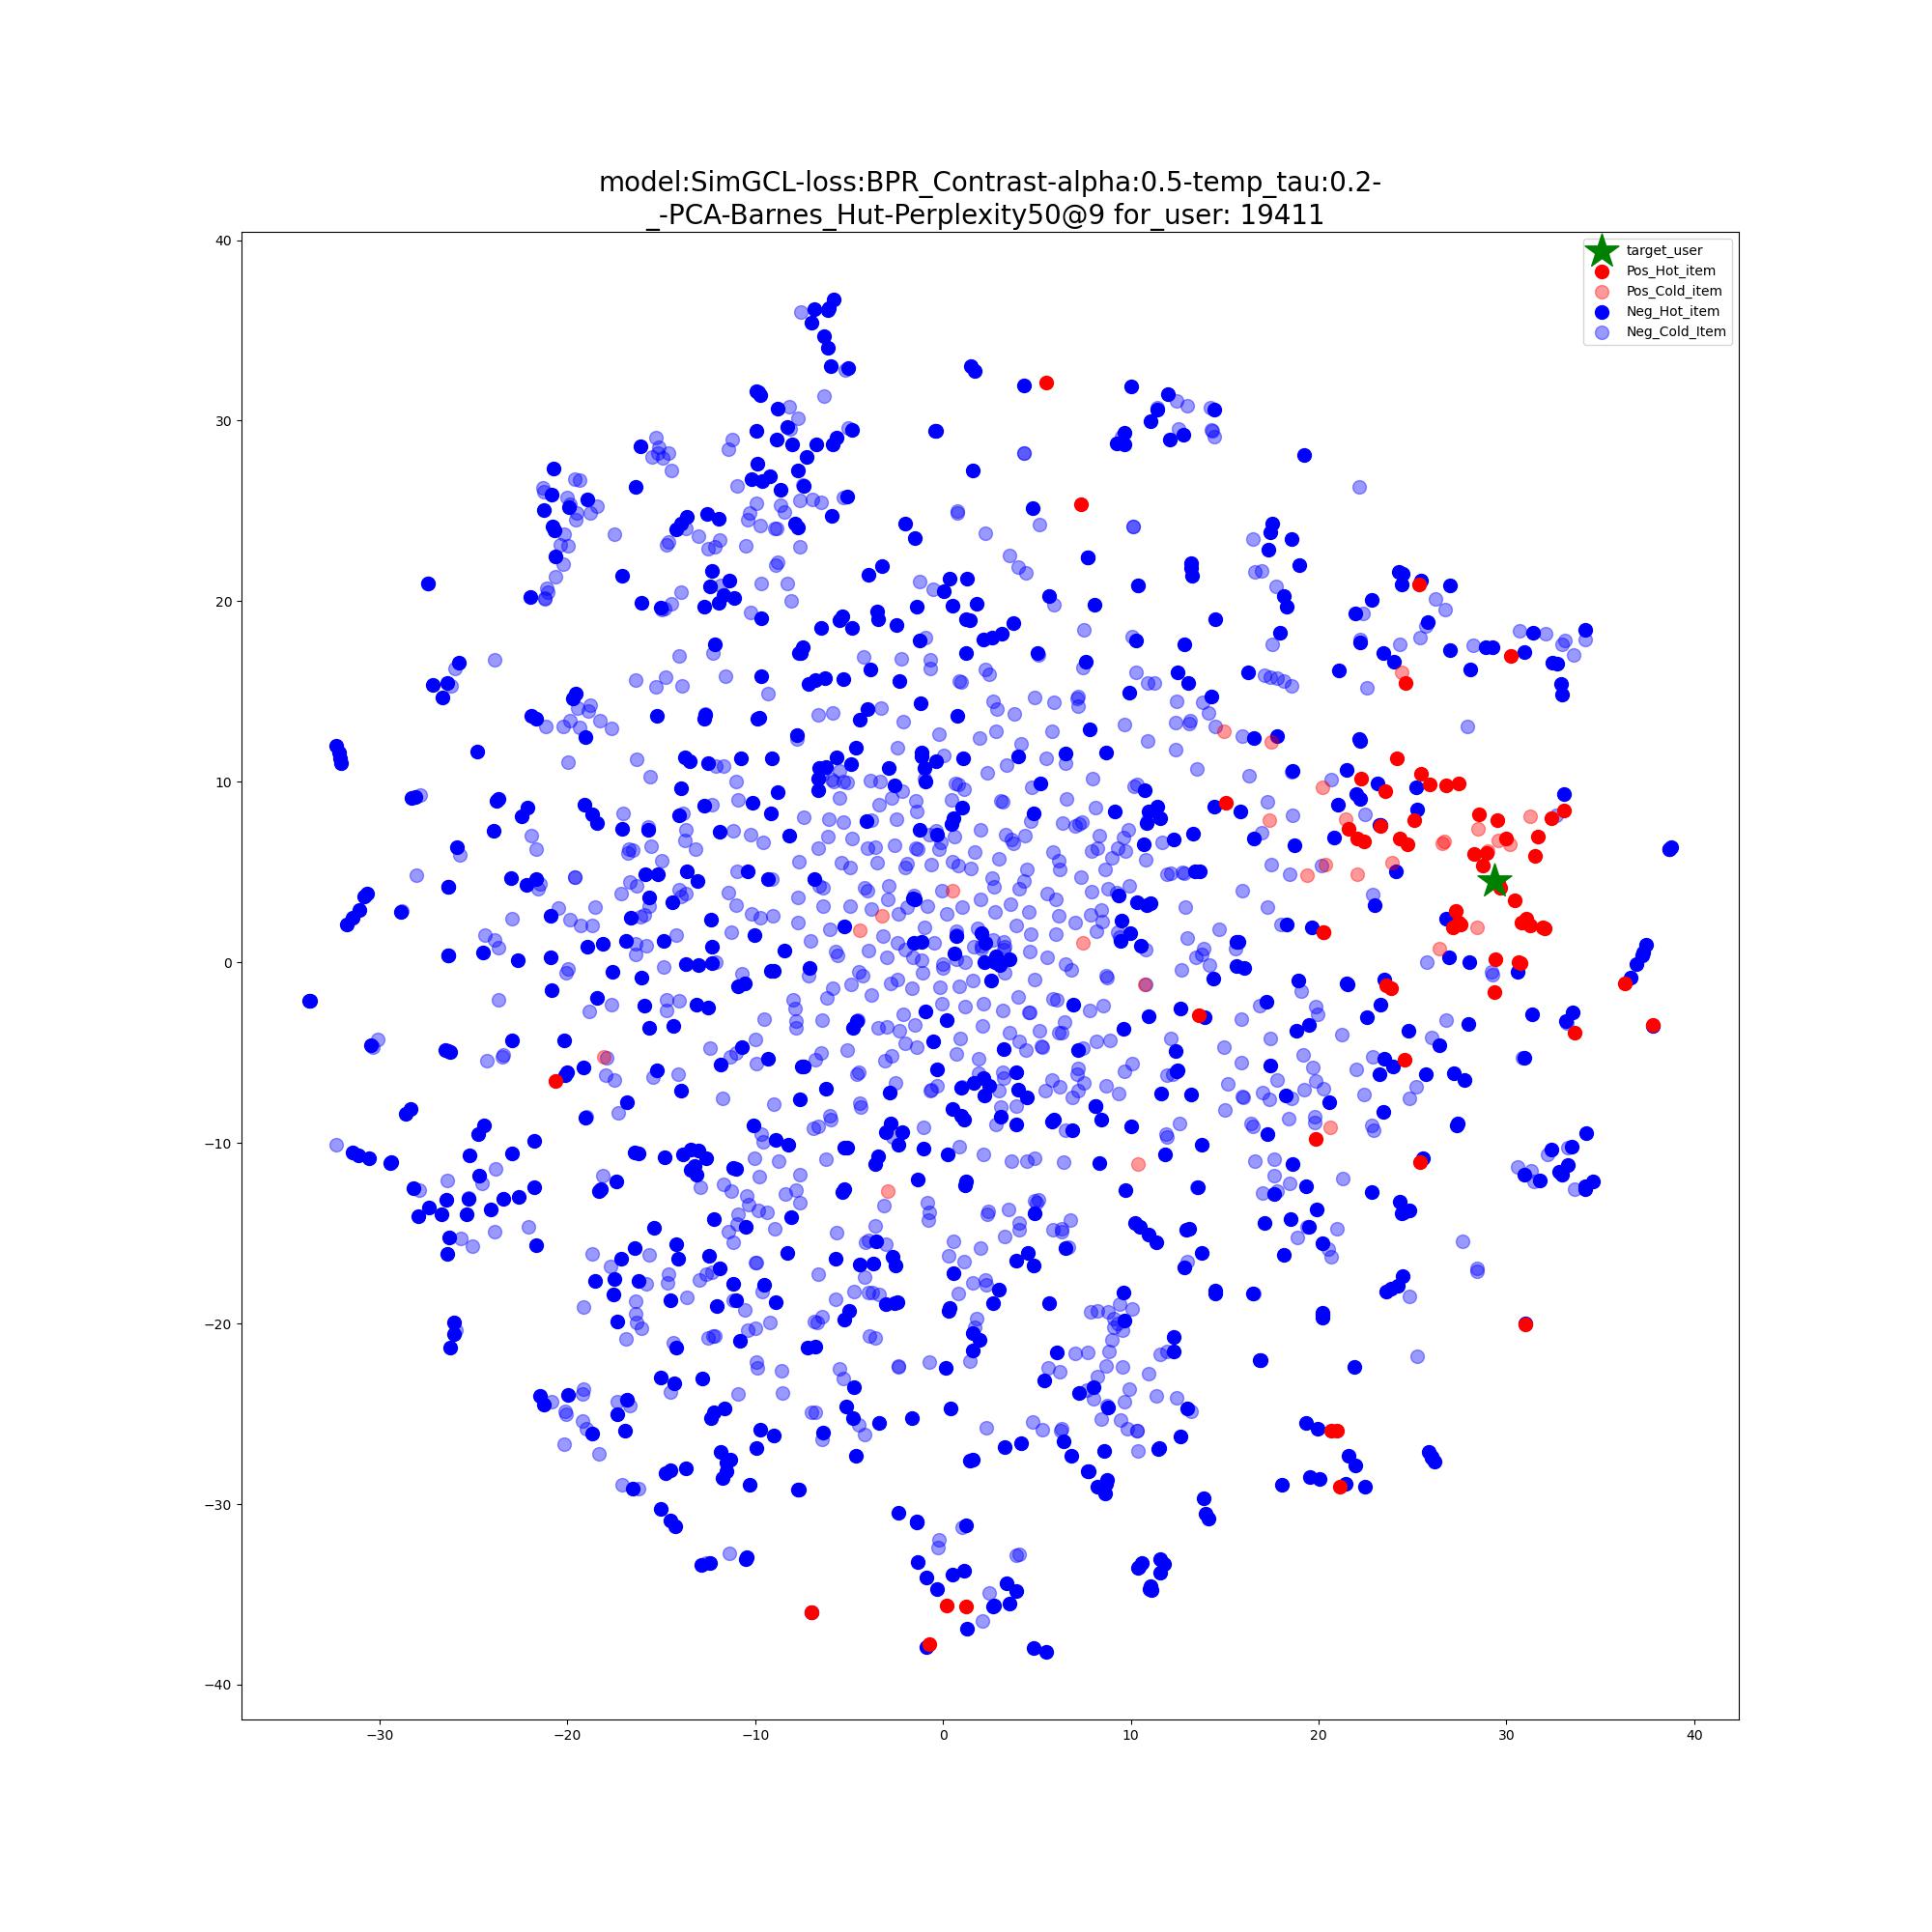 model:SimGCL-loss:BPR_Contrast-alpha:0.5-temp_tau:0.2-
_-PCA-Barnes_Hut-Perplexity50@9 for_user: 19411
target_user
Pos_Hot_item
Pos_Cold_item
Neg_Hot_item
Neg_Cold_Item
40
30
20
10
0
−10
−20
−30
−40
−30
−20
−10
0
10
20
30
40